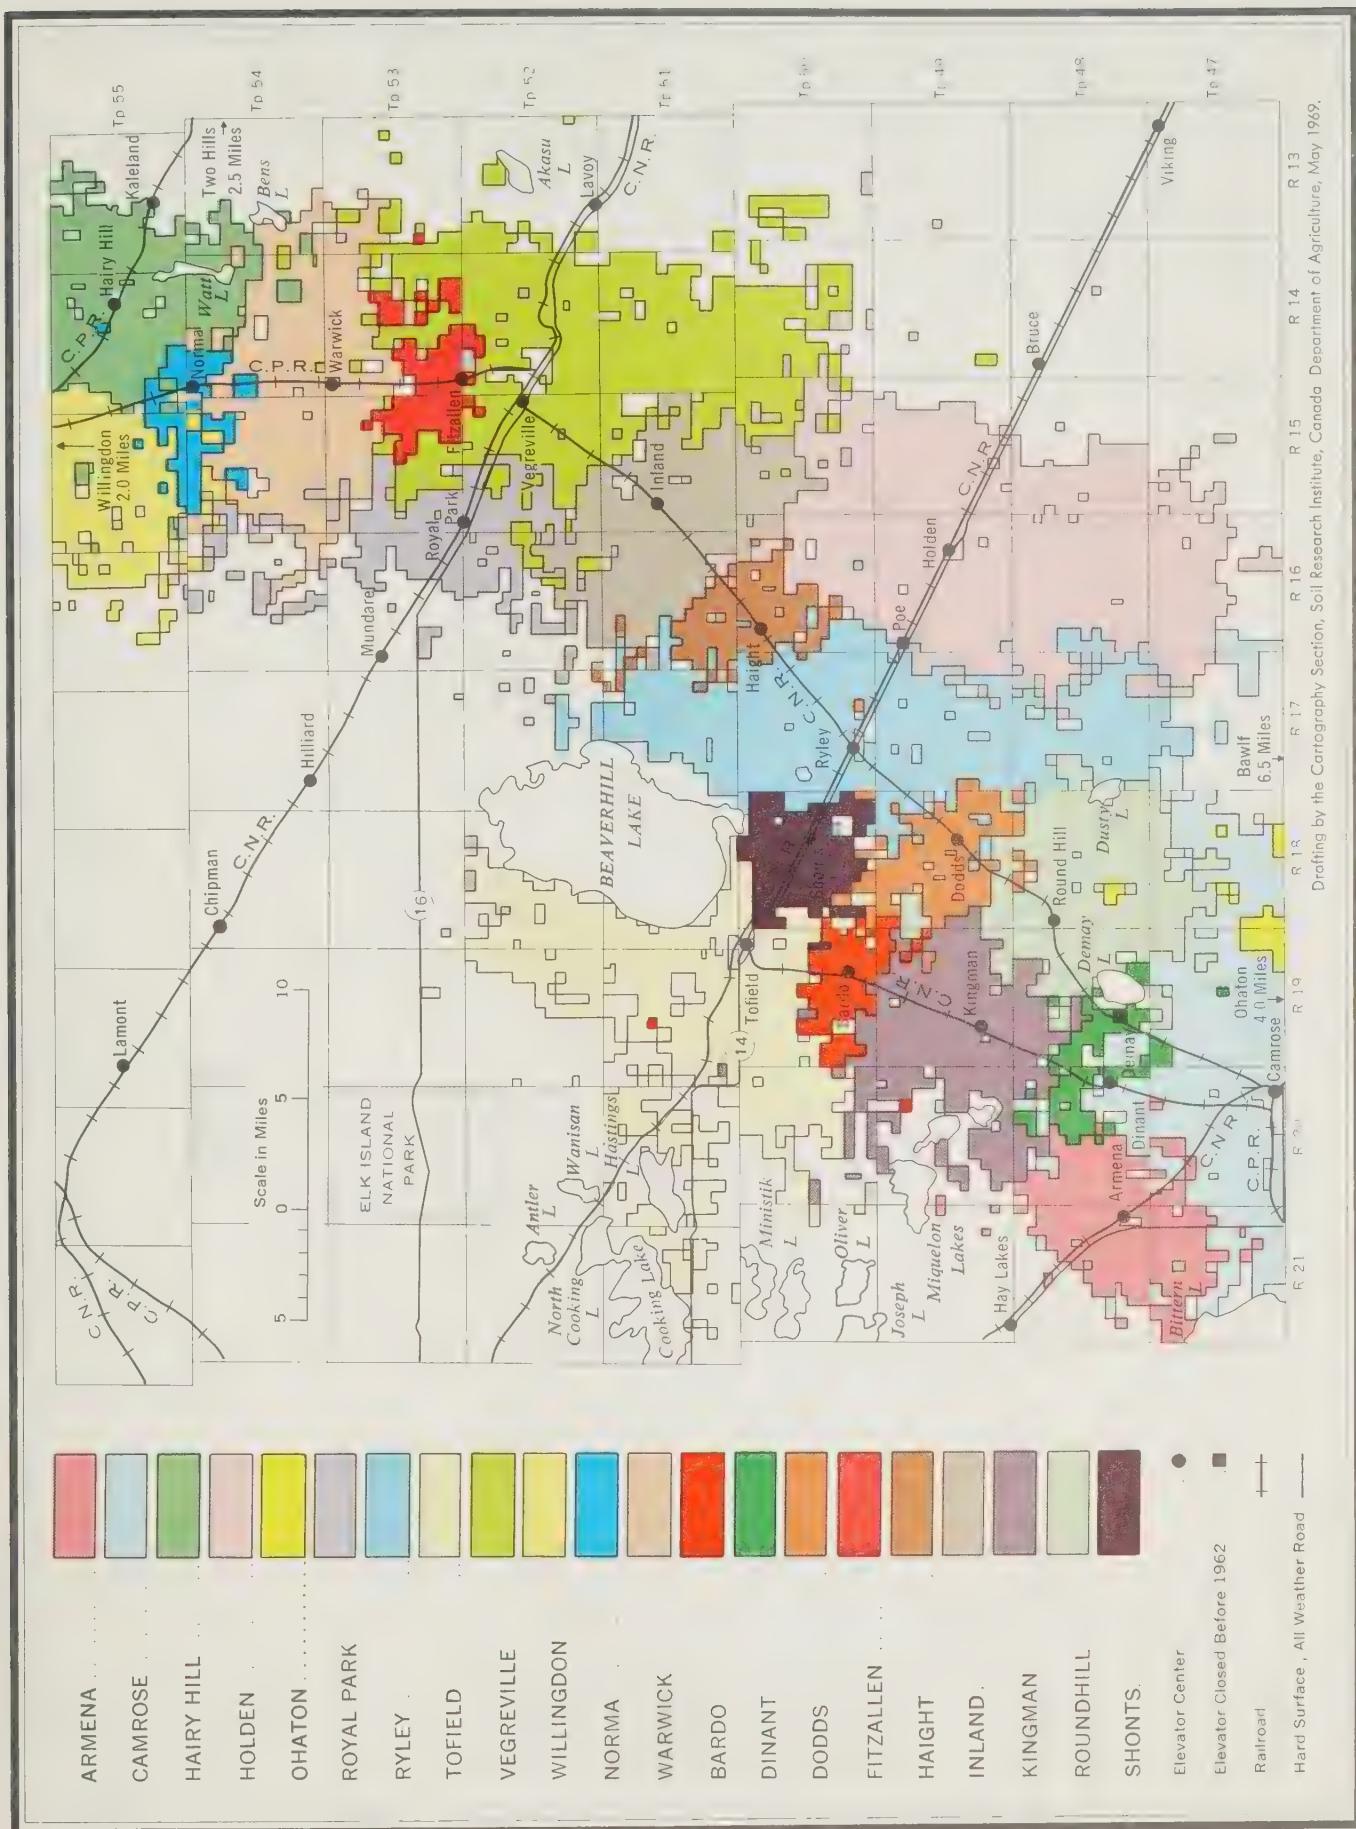 ARMENA
CAMROSE
HAIRY HILL
HOLDEN
OHATON
ROYAL PARK
RYLEY
TOFIELD
VEGREVILLE
WILLINGDON
NORMA
WARWICK
BARDO
DINANT
DODDS
FITZALLEN
HAIGHT
INLAND
KINGMAN
ROUNDHILL
SHONTS
Elevator Center
Elevator Closed Before 1962
Railroad
Hard Surface, All Weather Road
Scale in Miles
5 0 5 10
C.N.R.
C.P.R.
Lamont
Chipman
C.N.R.
Hilliard
Mundare
Royal Park
Willingdon
2.0 Miles
C.P.R.
Hairy Hill
Kaleland
Two Hills
2.5 Miles
Bens L
Watt L
Norma
C.P.R.
Warwick
Fitzallen
Vegreville
Akasu L
Lavoy
C.N.R.
ELK ISLAND
NATIONAL
PARK
16
BEAVERHILL
LAKE
Inland
Antler L
Wanisan L
Hastings L
North
Cooking L
Cooking Lake
Ministik L
Oliver L
Joseph L
Miquelon
Lakes
14
Tofield
Shonts
Bardo
C.N.R.
Kingman
Haight
C.N.R.
Ryley
Poe
Holden
C.N.R.
Bruce
Viking
Dodds
Round Hill
Dusty L
Demay L
Demay
Dinant
Hay Lakes
Armena
Bittern L
C.N.R.
C.P.R.
Camrose
Ohaton
4.0 Miles
Bawlf
6.5 Miles
Tp 55
Tp 54
Tp 53
Tp 52
Tp 51
Tp 50
Tp 49
Tp 48
Tp 47
R 21
R 20
R 19
R 18
R 17
R 16
R 15
R 14
R 13
Drafting by the Cartography Section, Soil Research Institute, Canada Department of Agriculture, May 1969.